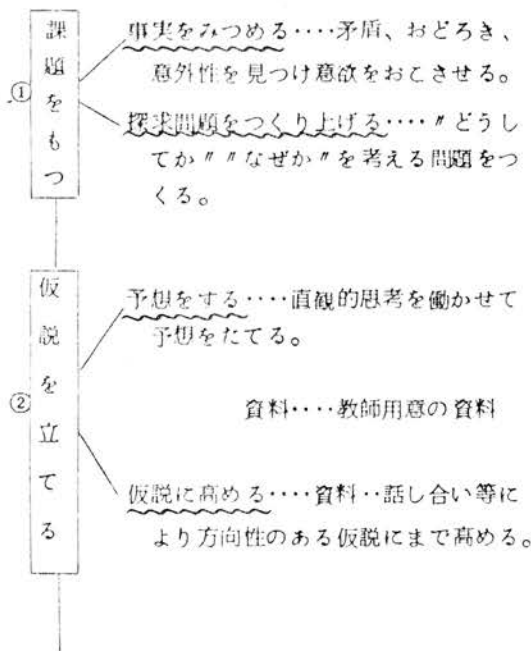 ① 課題をもつ
事実をみつめる‥‥矛盾、おどろき、
意外性を見つけ意欲をおこさせる。
探求問題をつくり上げる‥‥〃どうし
てか〃〃なぜか〃を考える問題をつ
くる。
② 仮説を立てる
予想をする‥‥直観的思考を働かせて
予想をたてる。
資料‥‥教師用意の資料
仮説に高める‥‥資料‥話し合い等に
より方向性のある仮説にまで高める。